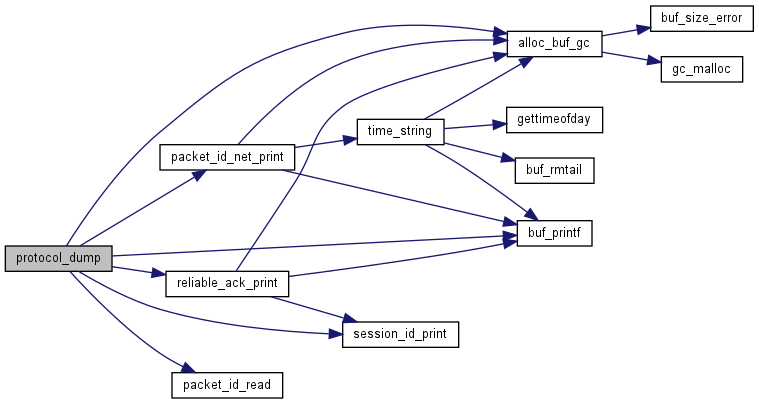 buf_size_error
alloc_buf_gc
gc_malloc
gettimeofday
time_string
packet_id_net_print
buf_rmtail
buf_printf
protocol_dump
reliable_ack_print
session_id_print
packet_id_read